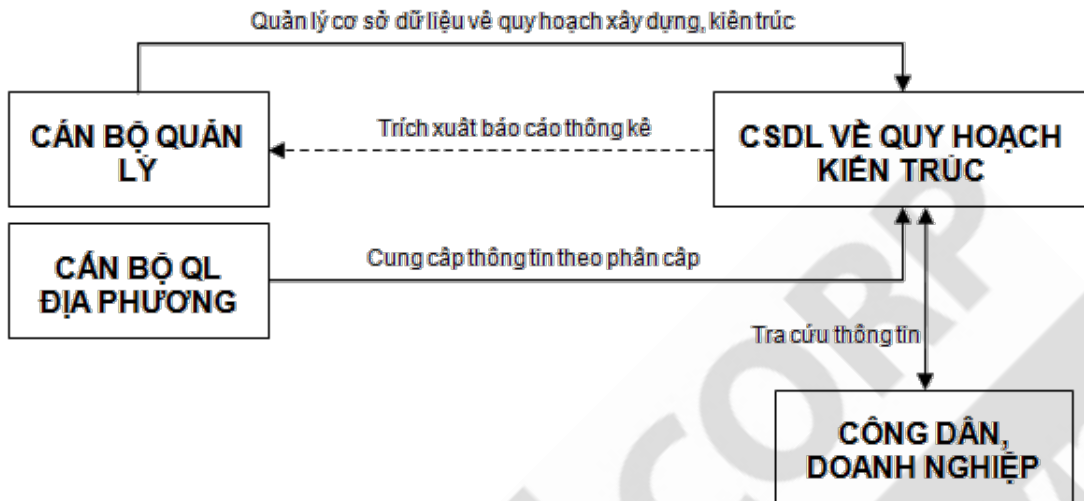 Quản lý cơ sở dữ liệu về quy hoạch xây dựng, kiến trúc
CÁN BỘ QUẢN
LÝ
Trích xuất báo cáo thống kê
CSDL VỀ QUY HOẠCH
KIẾN TRÚC
CÁN BỘ QL
ĐỊA PHƯƠNG
Cung cấp thông tin theo phân cấp
Tra cứu thông tin
CÔNG DÂN,
DOANH NGHIỆP
CORP